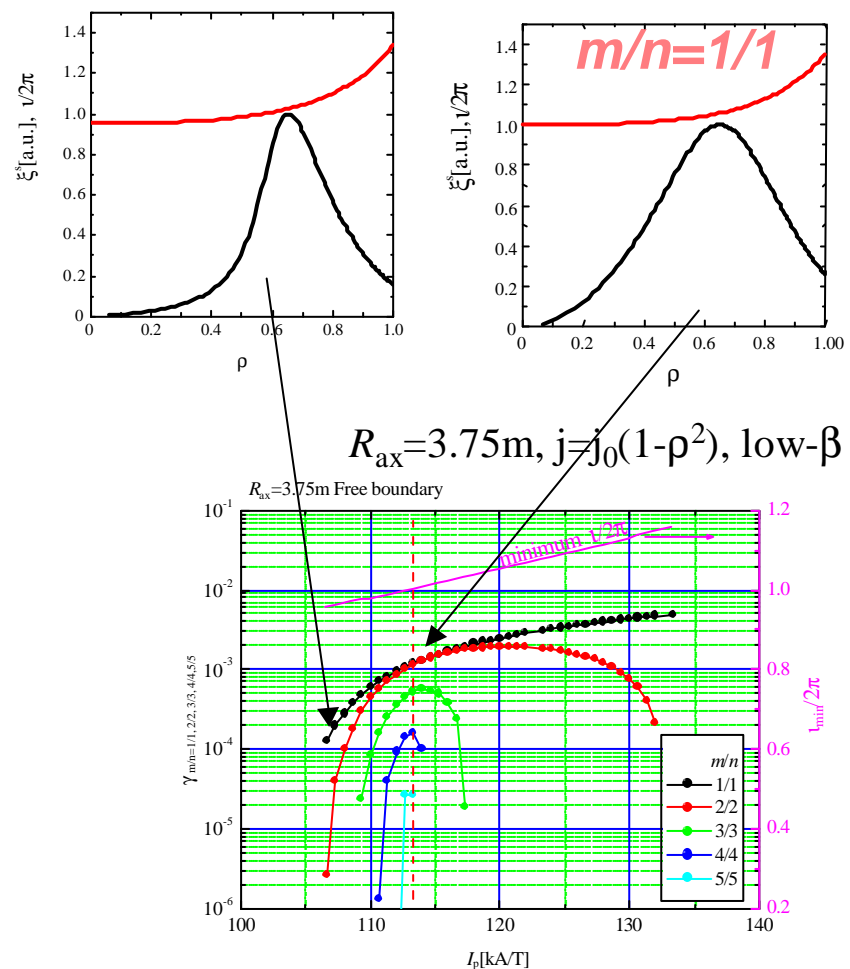 m/n=1/1
1.4
1.2
1.0
0.8
0.6
0.4
0.2
0
ξˢ[a.u.], ι/2π
0 0.2 0.4 0.6 0.8 1.0
ρ
1.4
1.2
1.0
0.8
0.6
0.4
0.2
0
ξˢ[a.u.], ι/2π
0 0.2 0.4 0.6 0.8 1.00
ρ
R_ax=3.75m, j=j₀(1-ρ²), low-β
R_ax=3.75m Free boundary
10⁻¹
10⁻²
10⁻³
10⁻⁴
10⁻⁵
10⁻⁶
γ m/n=1/1, 2/2, 3/3, 4/4,5/5
minimum ι/2π
1.2
1.0
0.8
0.6
0.4
0.2
ι_min/2π
m/n
1/1
2/2
3/3
4/4
5/5
100 110 120 130 140
I_p[kA/T]